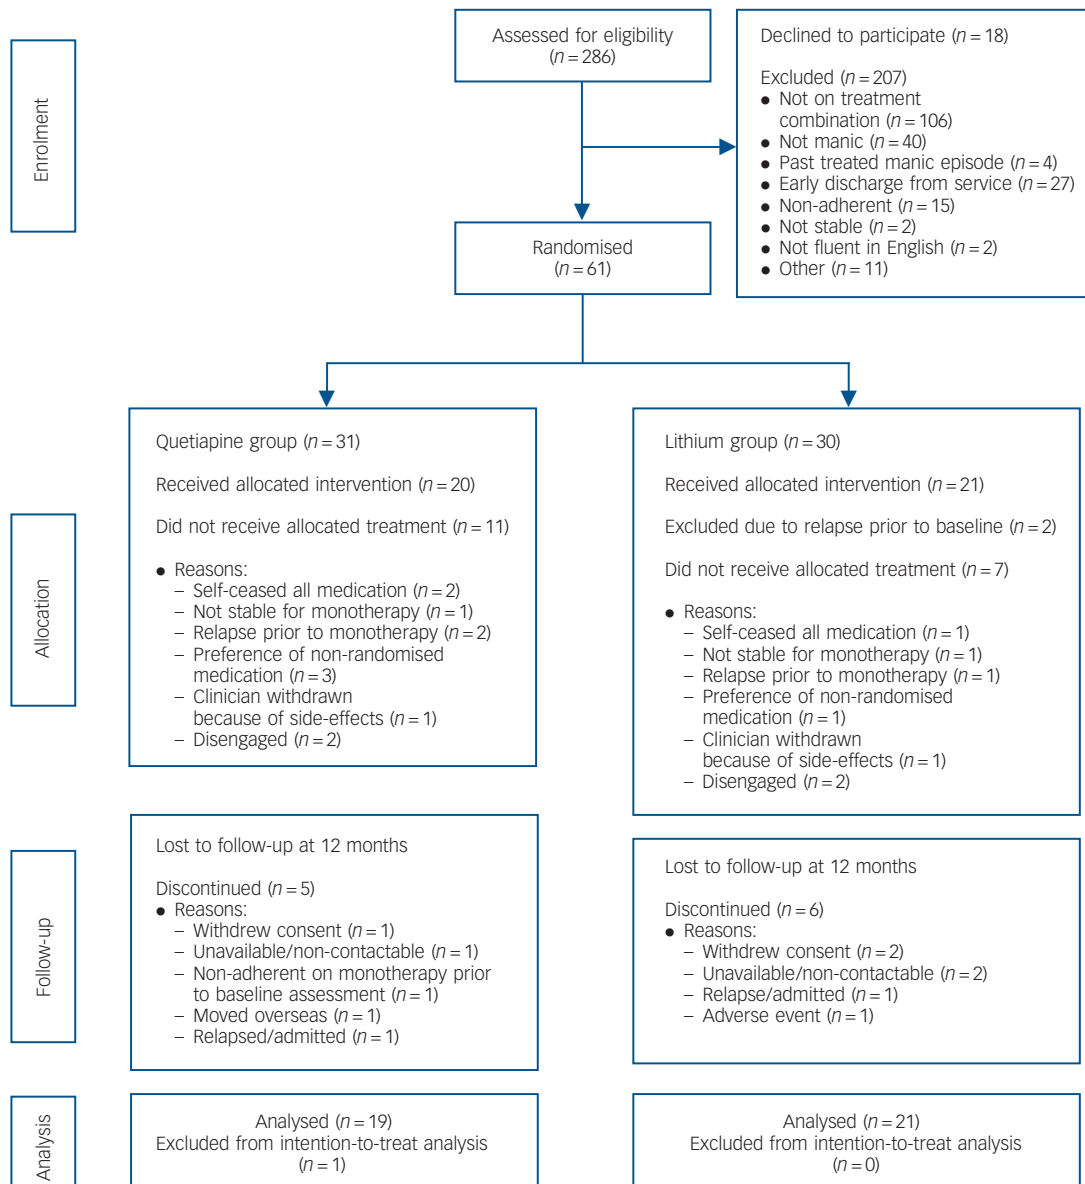 Enrolment
Assessed for eligibility
(n = 286)
Declined to participate (n = 18)
Excluded (n = 207)
● Not on treatment
combination (n = 106)
● Not manic (n = 40)
● Past treated manic episode (n = 4)
● Early discharge from service (n = 27)
● Non-adherent (n = 15)
● Not stable (n = 2)
● Not fluent in English (n = 2)
● Other (n = 11)
Randomised
(n = 61)
Allocation
Quetiapine group (n = 31)
Received allocated intervention (n = 20)
Did not receive allocated treatment (n = 11)
● Reasons:
– Self-ceased all medication (n = 2)
– Not stable for monotherapy (n = 1)
– Relapse prior to monotherapy (n = 2)
– Preference of non-randomised
medication (n = 3)
– Clinician withdrawn
because of side-effects (n = 1)
– Disengaged (n = 2)
Lithium group (n = 30)
Received allocated intervention (n = 21)
Excluded due to relapse prior to baseline (n = 2)
Did not receive allocated treatment (n = 7)
● Reasons:
– Self-ceased all medication (n = 1)
– Not stable for monotherapy (n = 1)
– Relapse prior to monotherapy (n = 1)
– Preference of non-randomised
medication (n = 1)
– Clinician withdrawn
because of side-effects (n = 1)
– Disengaged (n = 2)
Follow-up
Lost to follow-up at 12 months
Discontinued (n = 5)
● Reasons:
– Withdrew consent (n = 1)
– Unavailable/non-contactable (n = 1)
– Non-adherent on monotherapy prior
to baseline assessment (n = 1)
– Moved overseas (n = 1)
– Relapsed/admitted (n = 1)
Lost to follow-up at 12 months
Discontinued (n = 6)
● Reasons:
– Withdrew consent (n = 2)
– Unavailable/non-contactable (n = 2)
– Relapse/admitted (n = 1)
– Adverse event (n = 1)
Analysis
Analysed (n = 19)
Excluded from intention-to-treat analysis
(n = 1)
Analysed (n = 21)
Excluded from intention-to-treat analysis
(n = 0)